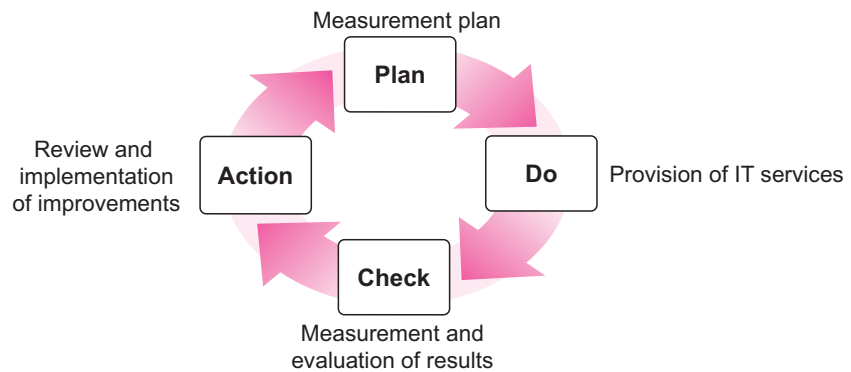 Measurement plan
Plan
Do
Provision of IT services
Check
Measurement and
evaluation of results
Action
Review and
implementation
of improvements